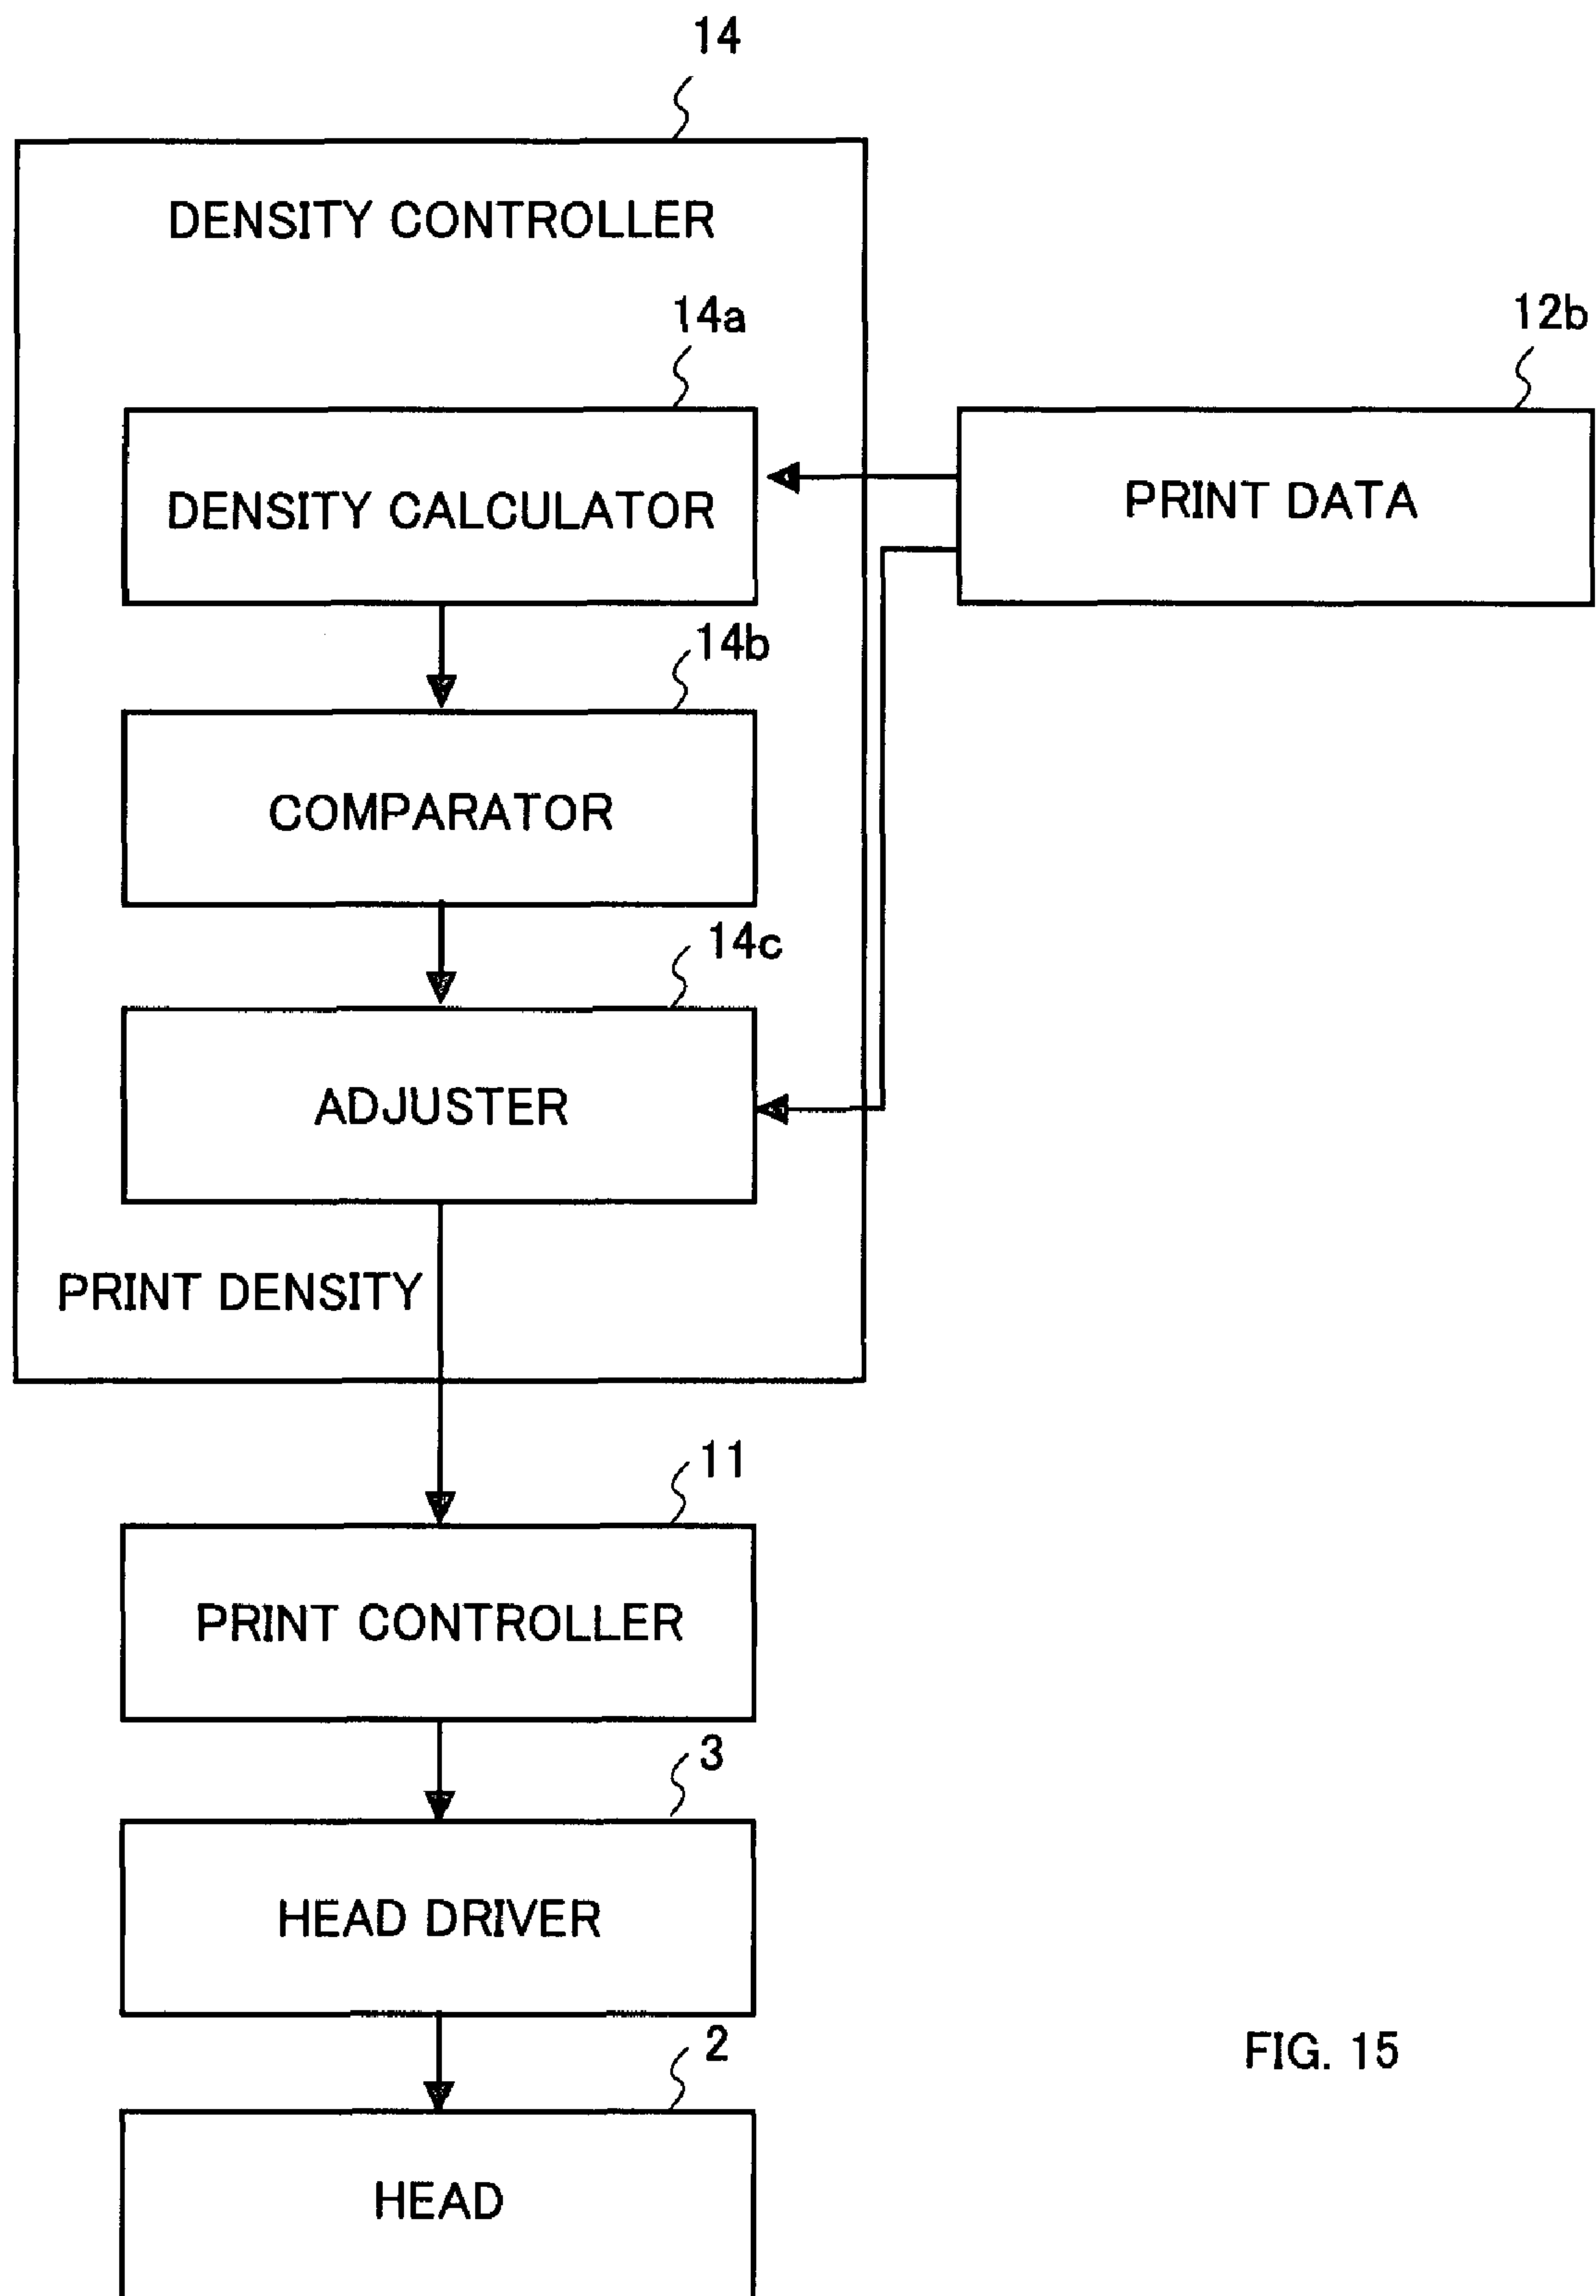 14
DENSITY CONTROLLER
14a
12b
DENSITY CALCULATOR
PRINT DATA
14b
COMPARATOR
14c
ADJUSTER
PRINT DENSITY
11
PRINT CONTROLLER
3
HEAD DRIVER
2
FIG. 15
HEAD